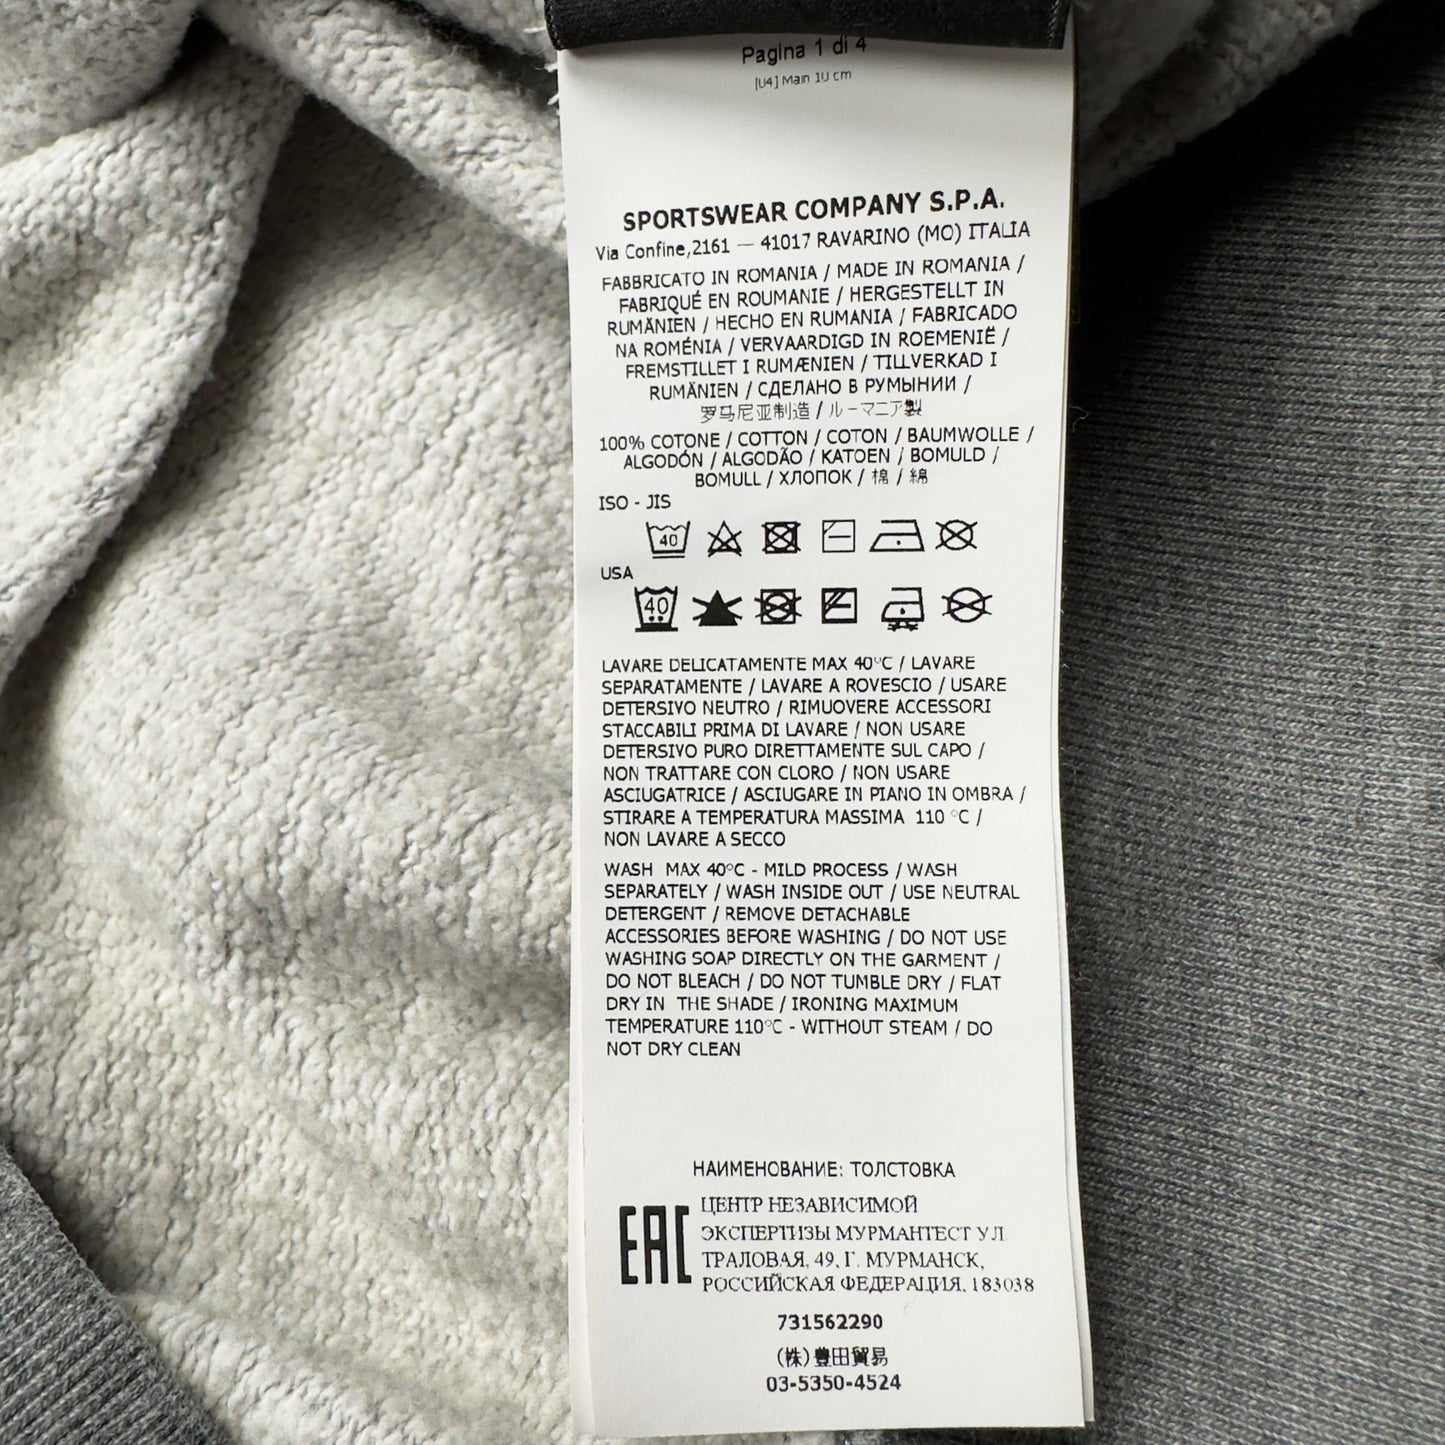 Pagina 1 di 4
[U4] Main 10 cm
SPORTSWEAR COMPANY S.P.A.
Via Confine,2161 — 41017 RAVARINO (MO) ITALIA
FABBRICATO IN ROMANIA / MADE IN ROMANIA /
FABRIQUÉ EN ROUMANIE / HERGESTELLT IN
RUMÄNIEN / HECHO EN RUMANIA / FABRICADO
NA ROMÉNIA / VERVAARDIGD IN ROEMENIË /
FREMSTILLET I RUMÆNIEN / TILLVERKAD I
RUMÄNIEN / СДЕЛАНО В РУМЫНИИ /
罗马尼亚制造 / ルーマニア製
100% COTONE / COTTON / COTON / BAUMWOLLE /
ALGODÓN / ALGODÃO / KATOEN / BOMULD /
BOMULL / ХЛОПОК / 棉 / 綿
ISO - JIS
40
USA
40
LAVARE DELICATAMENTE MAX 40°C / LAVARE
SEPARATAMENTE / LAVARE A ROVESCIO / USARE
DETERSIVO NEUTRO / RIMUOVERE ACCESSORI
STACCABILI PRIMA DI LAVARE / NON USARE
DETERSIVO PURO DIRETTAMENTE SUL CAPO /
NON TRATTARE CON CLORO / NON USARE
ASCIUGATRICE / ASCIUGARE IN PIANO IN OMBRA /
STIRARE A TEMPERATURA MASSIMA 110 °C /
NON LAVARE A SECCO
WASH MAX 40°C - MILD PROCESS / WASH
SEPARATELY / WASH INSIDE OUT / USE NEUTRAL
DETERGENT / REMOVE DETACHABLE
ACCESSORIES BEFORE WASHING / DO NOT USE
WASHING SOAP DIRECTLY ON THE GARMENT /
DO NOT BLEACH / DO NOT TUMBLE DRY / FLAT
DRY IN THE SHADE / IRONING MAXIMUM
TEMPERATURE 110°C - WITHOUT STEAM / DO
NOT DRY CLEAN
НАИМЕНОВАНИЕ: ТОЛСТОВКА
EAC
ЦЕНТР НЕЗАВИСИМОЙ
ЭКСПЕРТИЗЫ МУРМАНТЕСТ УЛ.
ТРАЛОВАЯ, 49, Г. МУРМАНСК,
РОССИЙСКАЯ ФЕДЕРАЦИЯ, 183038
731562290
(株)豊田貿易
03-5350-4524